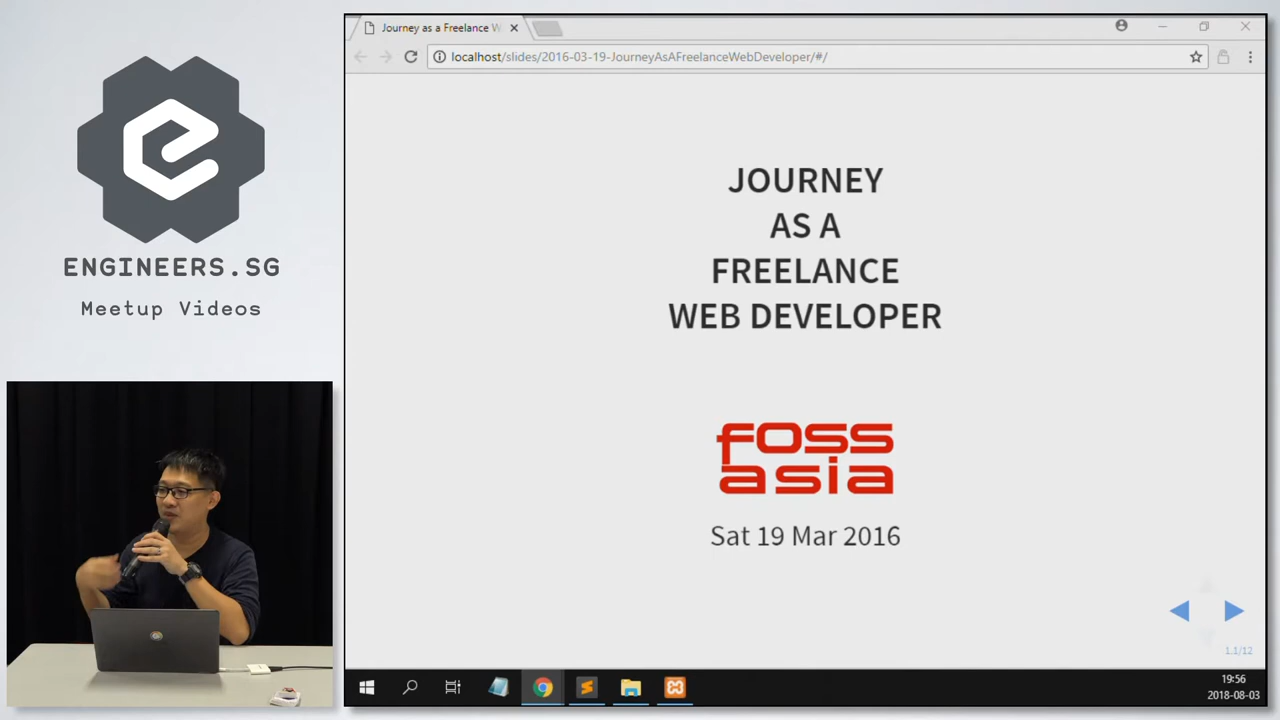 ENGINEERS.SG
Meetup Videos
Journey as a Freelance W
localhost/slides/2016-03-19-JourneyAsAFreelanceWebDeveloper/#/
JOURNEY
AS A
FREELANCE
WEB DEVELOPER
foss
asia
Sat 19 Mar 2016
1.1/12
19:56
2018-08-03